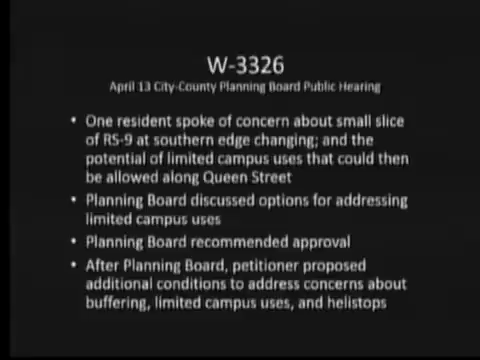 W-3326
April 13 City-County Planning Board Public Hearing
• One resident spoke of concern about small slice
of RS-9 at southern edge changing; and the
potential of limited campus uses that could then
be allowed along Queen Street
• Planning Board discussed options for addressing
limited campus uses
• Planning Board recommended approval
• After Planning Board, petitioner proposed
additional conditions to address concerns about
buffering, limited campus uses, and helistops